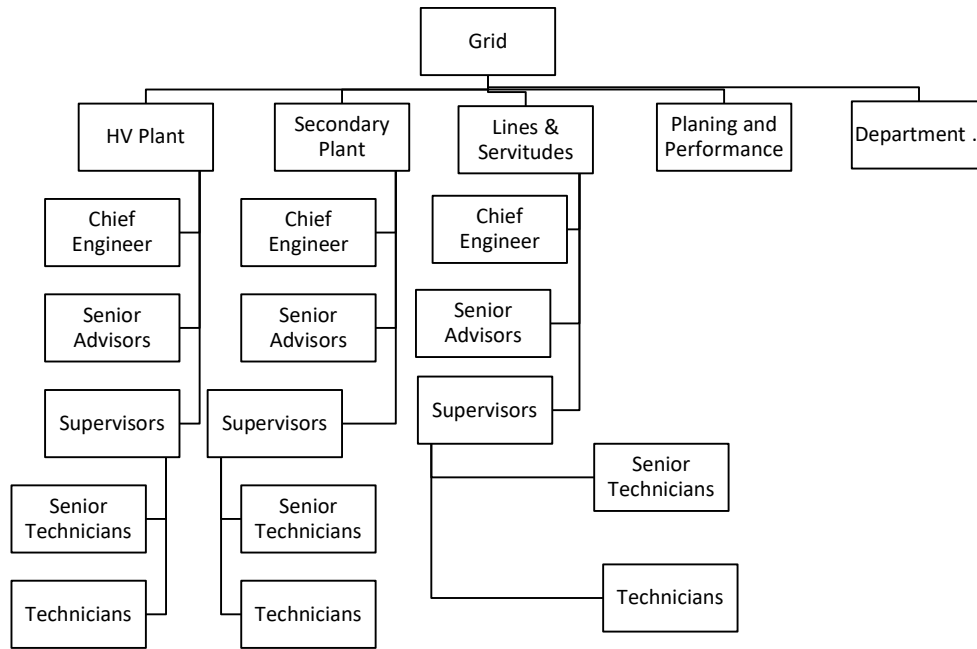 Grid
HV Plant
Secondary
Plant
Lines &
Servitudes
Planing and
Performance
Department .
Chief
Engineer
Chief
Engineer
Chief
Engineer
Senior
Advisors
Senior
Advisors
Senior
Advisors
Supervisors
Supervisors
Supervisors
Senior
Technicians
Senior
Technicians
Senior
Technicians
Technicians
Technicians
Technicians